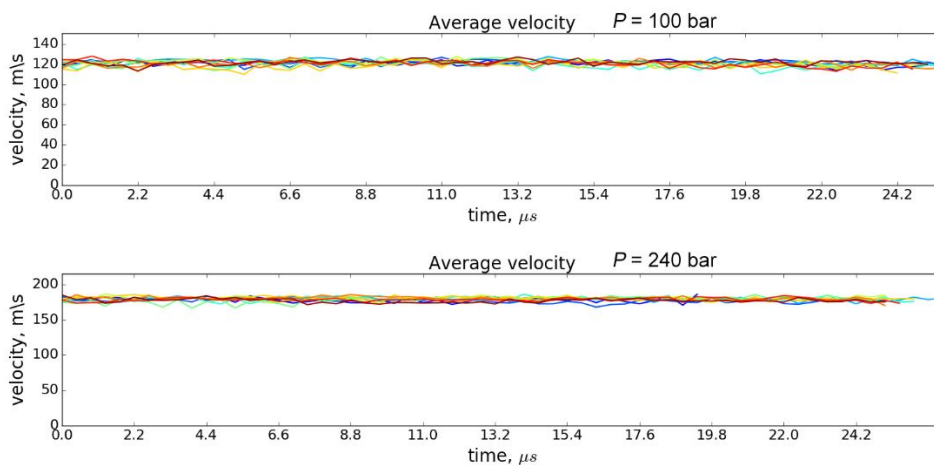 Average velocity P = 100 bar
140
120
100
80
60
40
20
0
velocity, m\s
0.0 2.2 4.4 6.6 8.8 11.0 13.2 15.4 17.6 19.8 22.0 24.2
time, μs
Average velocity P = 240 bar
200
150
100
50
0
velocity, m\s
0.0 2.2 4.4 6.6 8.8 11.0 13.2 15.4 17.6 19.8 22.0 24.2
time, μs